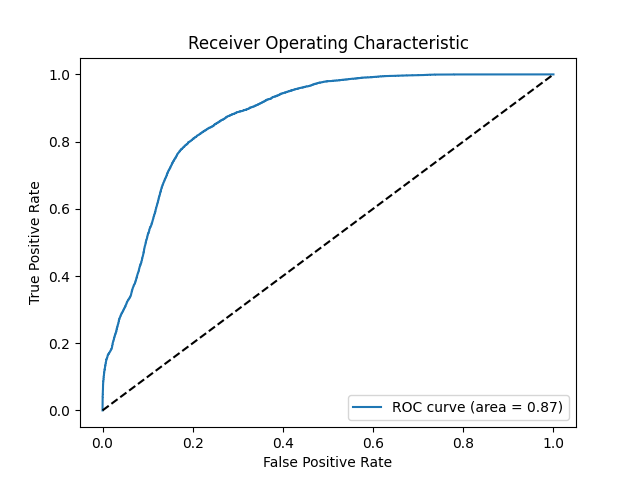 Receiver Operating Characteristic
1.0
0.8
0.6
0.4
0.2
0.0
True Positive Rate
ROC curve (area = 0.87)
0.0 0.2 0.4 0.6 0.8 1.0
False Positive Rate